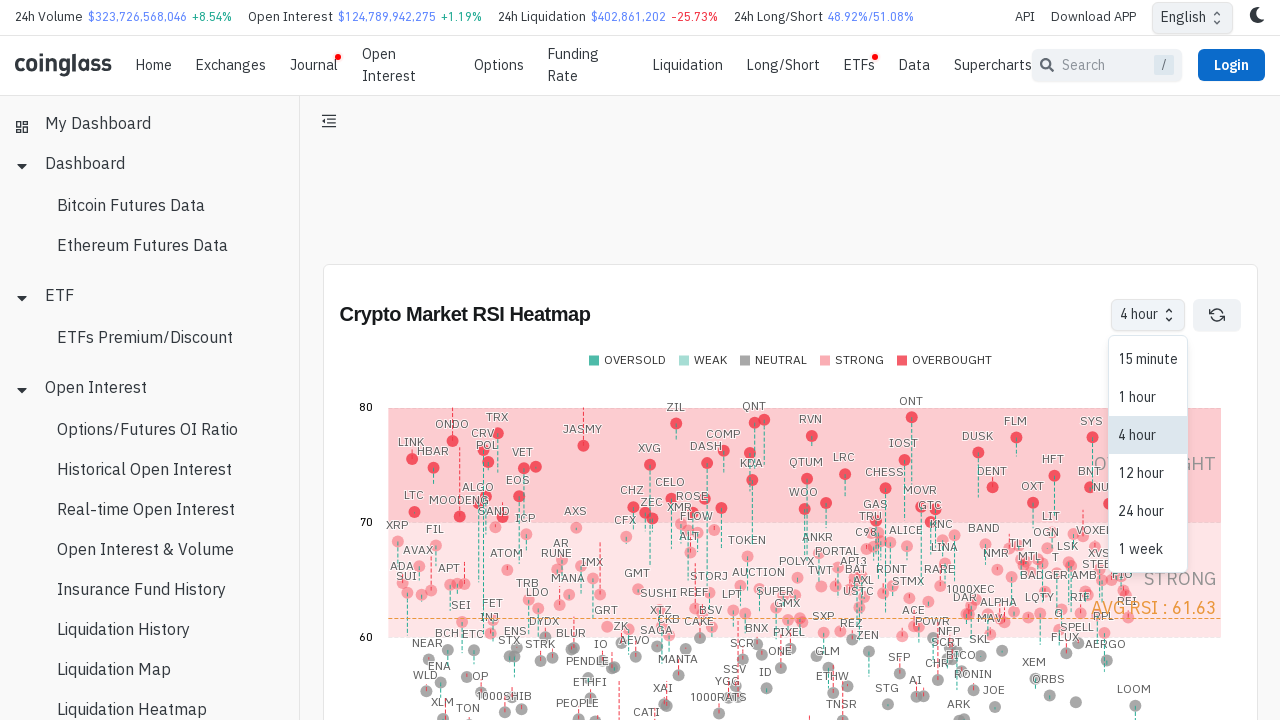 24h Volume $323,726,568,046 +8.54% Open Interest $124,789,942,275 +1.19% 24h Liquidation $402,861,202 -25.73% 24h Long/Short 48.92%/51.08% API Download APP English
coinglass Home Exchanges Journal Open Interest Options Funding Rate Liquidation Long/Short ETFs Data Supercharts Search / Login
My Dashboard
Dashboard
Bitcoin Futures Data
Ethereum Futures Data
ETF
ETFs Premium/Discount
Open Interest
Options/Futures OI Ratio
Historical Open Interest
Real-time Open Interest
Open Interest & Volume
Insurance Fund History
Liquidation History
Liquidation Map
Liquidation Heatmap
Crypto Market RSI Heatmap
4 hour
15 minute
1 hour
4 hour
12 hour
24 hour
1 week
OVERSOLD WEAK NEUTRAL STRONG OVERBOUGHT
80
ZIL QNT ONT
ONDO TRX RVN FLM SYS
CRV JASMY COMP
LINK HBAR POL VET XVG DASH IOST DUSK
KDA QTUM LRC HFT
EOS CELO CHESS DENT BNT
LTC MOODENG ALGO CHZ ZEC XMR ROSE WOO MOVR OXT
SAND ICP AXS CFX FLOW GAS TRU GTC LIT
70
XRP FIL ALT TOKEN ANKR C98 ALICE KNC BAND OGN VOXEL
AVAX ATOM AR RUNE PORTAL LINA NMR TLM LSK XVS
ADA SUI APT IMX GMT STORJ AUCTION POLYX TWT API3 BAT RDNT RARE MTL T
SEI TRB LDO MANA SUSHI REEF LPT SUPER USTC AXL STMX 1000XEC BADGER AMB
STRONG
FET INJ GRT XTZ CKB BSV GMX SXP ACE DAR ALPHA LQTY RIF REI
AVG RSI : 61.63
BCH ETC ENS DYDX ZK SAGA CAKE BNX PIXEL REZ ZEN POWR NFP MAV G RPL SPELL
60
NEAR STX STRK BLUR IO AEVO SCR ONE GLM SCRT SKL FLUX AERGO
ENA PENDLE MANTA SSV ID SFP CHR XEM
WLD OP ETHFI YGG ETHW STG AI RONIN LOOM
XLM TON 1000SHIB PEOPLE XAI CATI 1000RATS TNSR ARK JOE